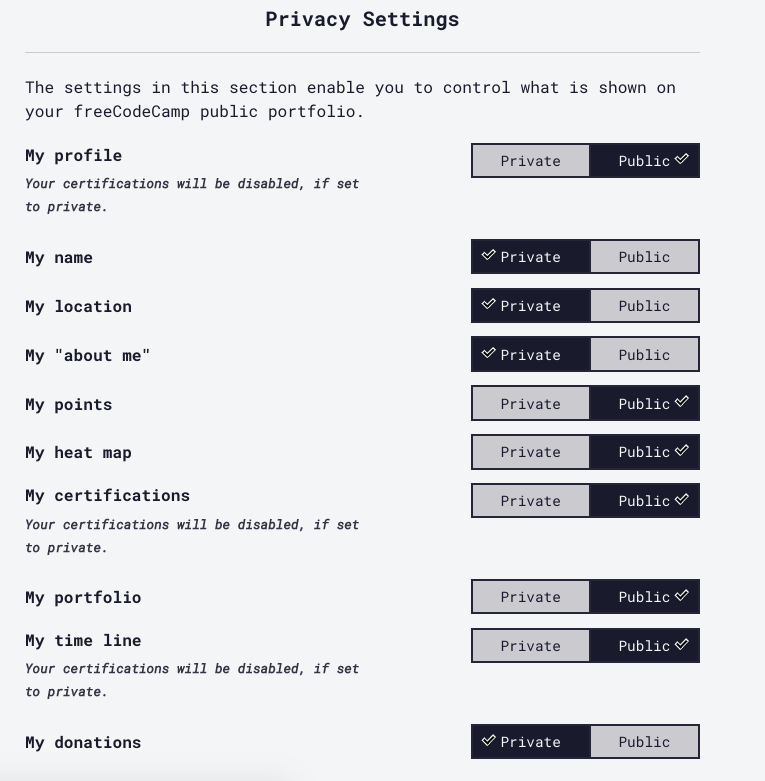 Privacy Settings
The settings in this section enable you to control what is shown on
your freeCodeCamp public portfolio.
My profile
Private Public
Your certifications will be disabled, if set
to private.
My name
Private Public
My location
Private Public
My "about me"
Private Public
My points
Private Public
My heat map
Private Public
My certifications
Private Public
Your certifications will be disabled, if set
to private.
My portfolio
Private Public
My time line
Private Public
Your certifications will be disabled, if set
to private.
My donations
Private Public